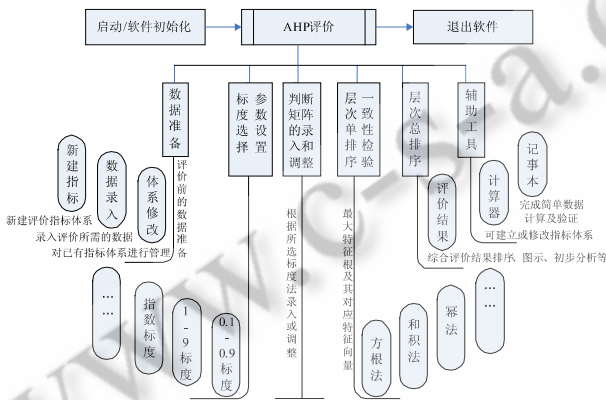 启动/软件初始化
AHP评价
退出软件
数据准备
标度选择
参数设置
判矩的入调整
断阵录和整
层次单排序
一致性检验
层次总排序
辅助工具
新建指标
数据录入
体系修改
评价前的数据准备
新建评价指标体系
录入评价所需的数据
对已有指标体系进行管理
评价结果
计算器
记事本
完成简单数据
计算及验证
可建立或修改指标体系
综合评价结果排序、图示、初步分析等
根据所选标度法录入或调整
最大特征根及其对应特征向量
……
指数标度
1-9标度
0.1-0.9标度
方根法
和积法
幂法
……
www.c-s-a.o